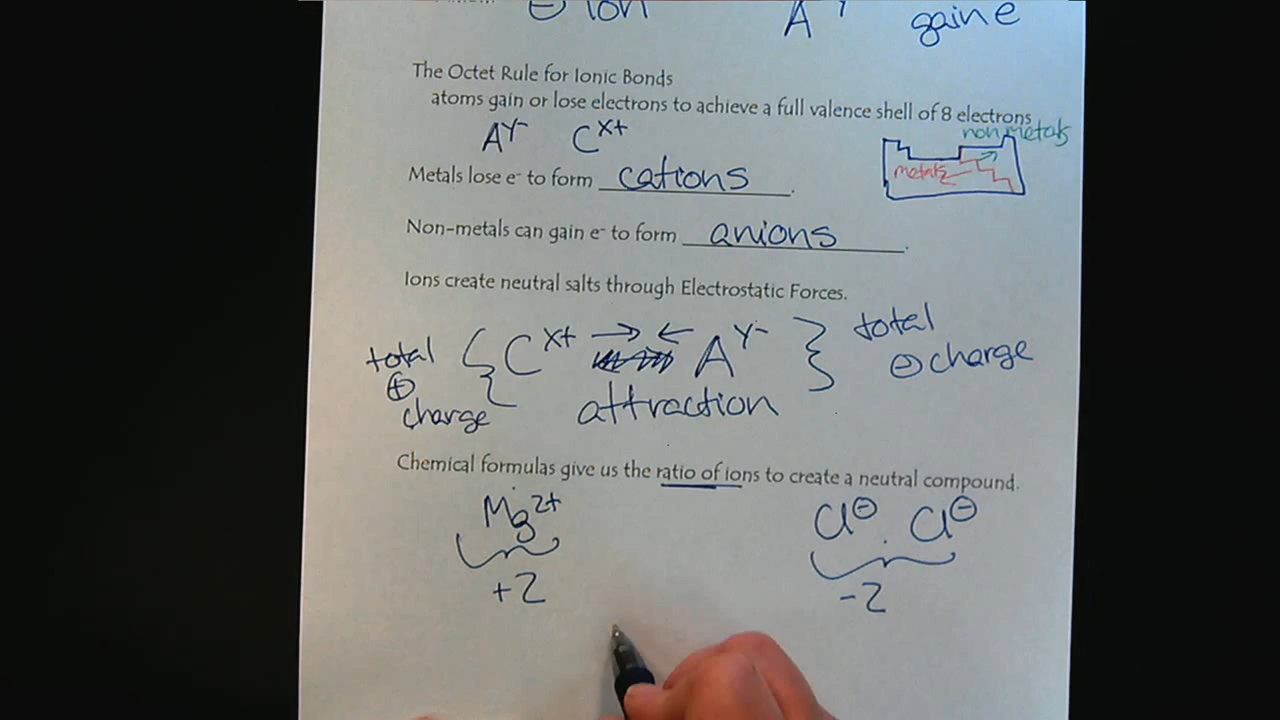 ⊖ ion A Y gain e
The Octet Rule for Ionic Bonds
atoms gain or lose electrons to achieve a full valence shell of 8 electrons
A^Y- C^X+
nonmetals
metals
Metals lose e⁻ to form cations.
Non-metals can gain e⁻ to form anions.
Ions create neutral salts through Electrostatic Forces.
total ⊕ charge { C^X+ → ← A^Y- } total ⊖ charge
attraction
Chemical formulas give us the ratio of ions to create a neutral compound.
Mg^2+ Cl^⊖ . Cl^⊖
+2 -2